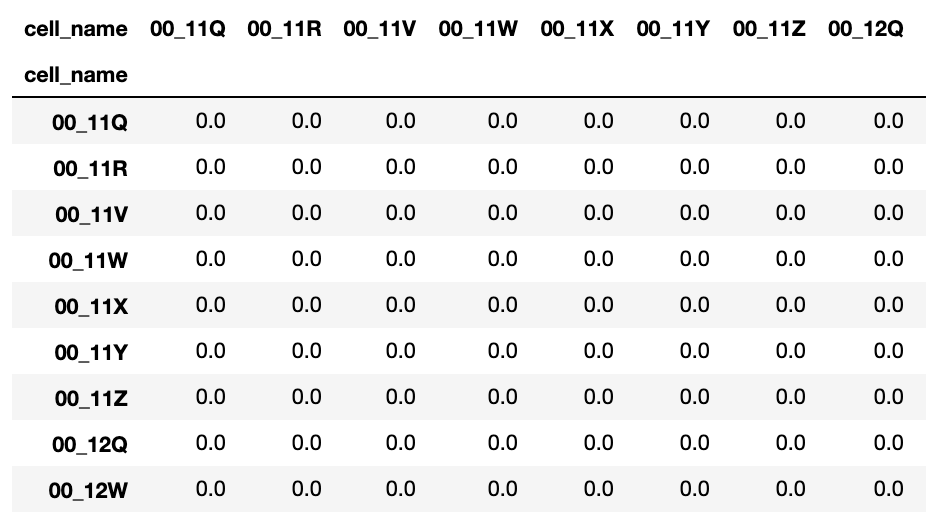 cell_name 00_11Q 00_11R 00_11V 00_11W 00_11X 00_11Y 00_11Z 00_12Q
cell_name
00_11Q 0.0 0.0 0.0 0.0 0.0 0.0 0.0 0.0
00_11R 0.0 0.0 0.0 0.0 0.0 0.0 0.0 0.0
00_11V 0.0 0.0 0.0 0.0 0.0 0.0 0.0 0.0
00_11W 0.0 0.0 0.0 0.0 0.0 0.0 0.0 0.0
00_11X 0.0 0.0 0.0 0.0 0.0 0.0 0.0 0.0
00_11Y 0.0 0.0 0.0 0.0 0.0 0.0 0.0 0.0
00_11Z 0.0 0.0 0.0 0.0 0.0 0.0 0.0 0.0
00_12Q 0.0 0.0 0.0 0.0 0.0 0.0 0.0 0.0
00_12W 0.0 0.0 0.0 0.0 0.0 0.0 0.0 0.0